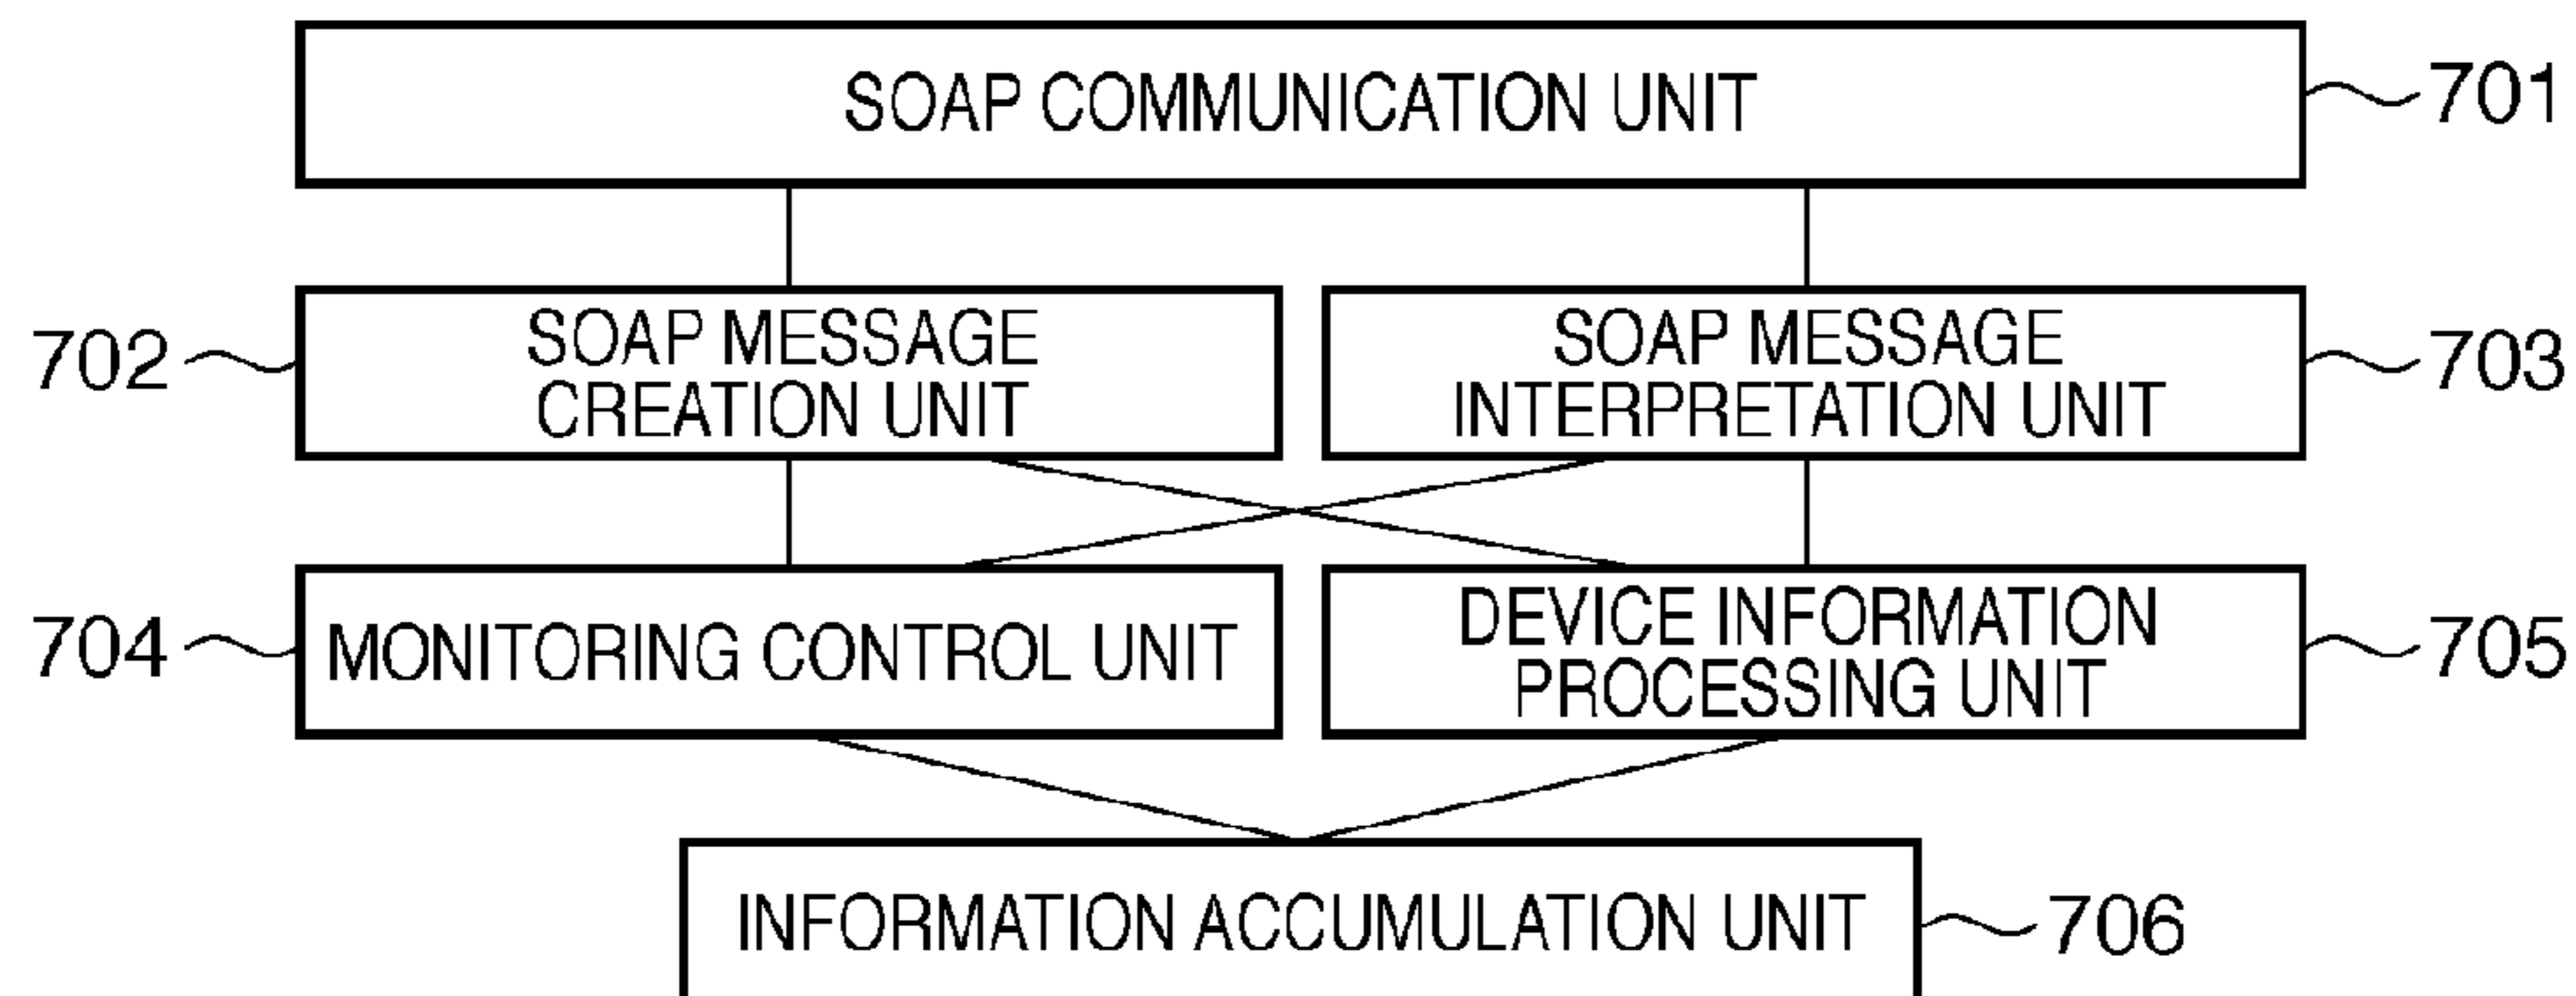 SOAP COMMUNICATION UNIT
701
702
SOAP MESSAGE
CREATION UNIT
SOAP MESSAGE
INTERPRETATION UNIT
703
704
MONITORING CONTROL UNIT
DEVICE INFORMATION
PROCESSING UNIT
705
INFORMATION ACCUMULATION UNIT
706